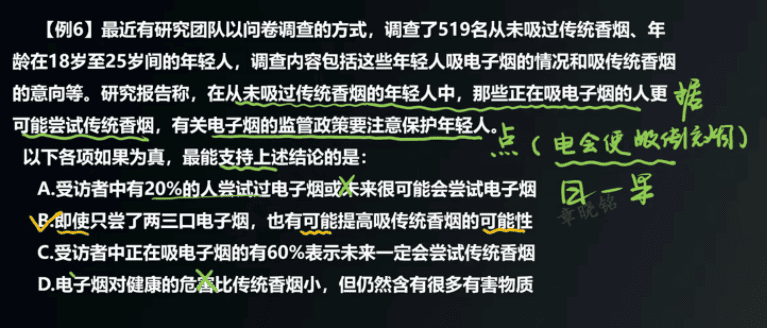 【例6】最近有研究团队以问卷调查的方式，调查了519名从未吸过传统香烟、年
龄在18岁至25岁间的年轻人，调查内容包括这些年轻人吸电子烟的情况和吸传统香烟
的意向等。研究报告称，在从未吸过传统香烟的年轻人中，那些正在吸电子烟的人更
据
可能尝试传统香烟，有关电子烟的监管政策要注意保护年轻人。
点（电会使吸传统烟）
以下各项如果为真，最能支持上述结论的是：
A.受访者中有20%的人尝试过电子烟或未来很可能会尝试电子烟
因一果
章晓铭
B.即使只尝了两三口电子烟，也有可能提高吸传统香烟的可能性
C.受访者中正在吸电子烟的有60%表示未来一定会尝试传统香烟
D.电子烟对健康的危害比传统香烟小，但仍然含有很多有害物质